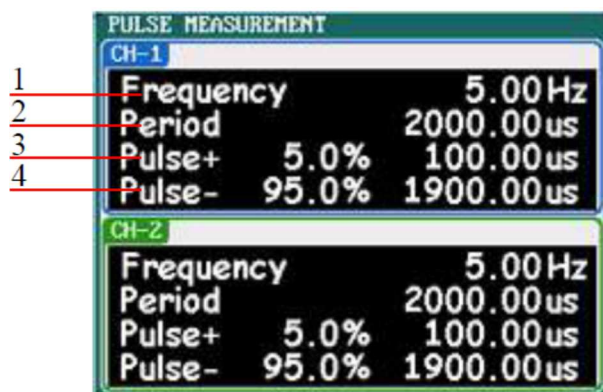 PULSE MEASUREMENT
CH-1
1 Frequency 5.00Hz
2 Period 2000.00us
3 Pulse+ 5.0% 100.00us
4 Pulse- 95.0% 1900.00us
CH-2
Frequency 5.00Hz
Period 2000.00us
Pulse+ 5.0% 100.00us
Pulse- 95.0% 1900.00us